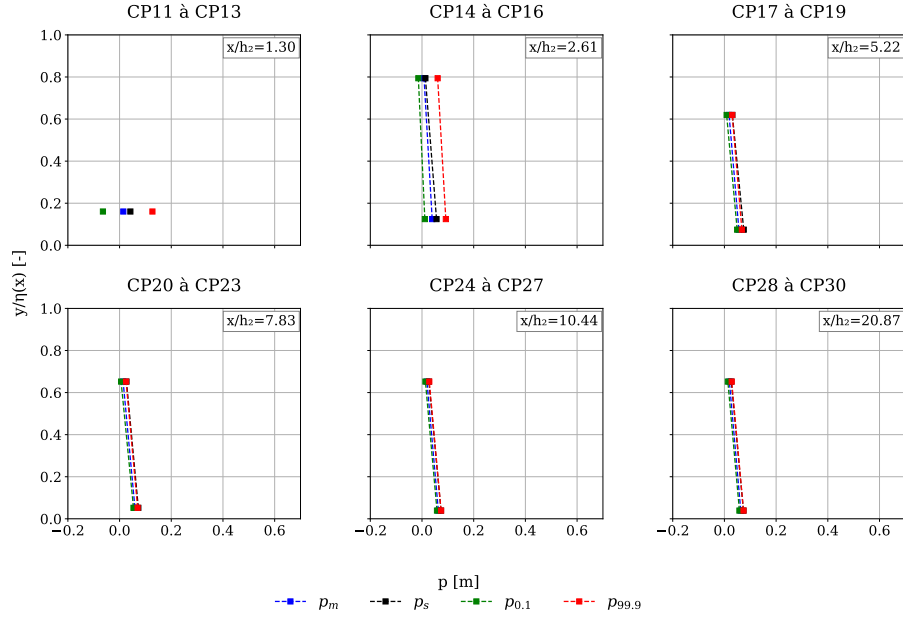 CP11 à CP13
CP14 à CP16
CP17 à CP19
x/h₂=1.30
x/h₂=2.61
x/h₂=5.22
1.0
0.8
0.6
0.4
0.2
0.0
CP20 à CP23
CP24 à CP27
CP28 à CP30
x/h₂=7.83
x/h₂=10.44
x/h₂=20.87
1.0
0.8
0.6
0.4
0.2
0.0
−0.2 0.0 0.2 0.4 0.6
−0.2 0.0 0.2 0.4 0.6
−0.2 0.0 0.2 0.4 0.6
y/η(x) [-]
p [m]
pₘ pₛ p₀.₁ p₉₉.₉